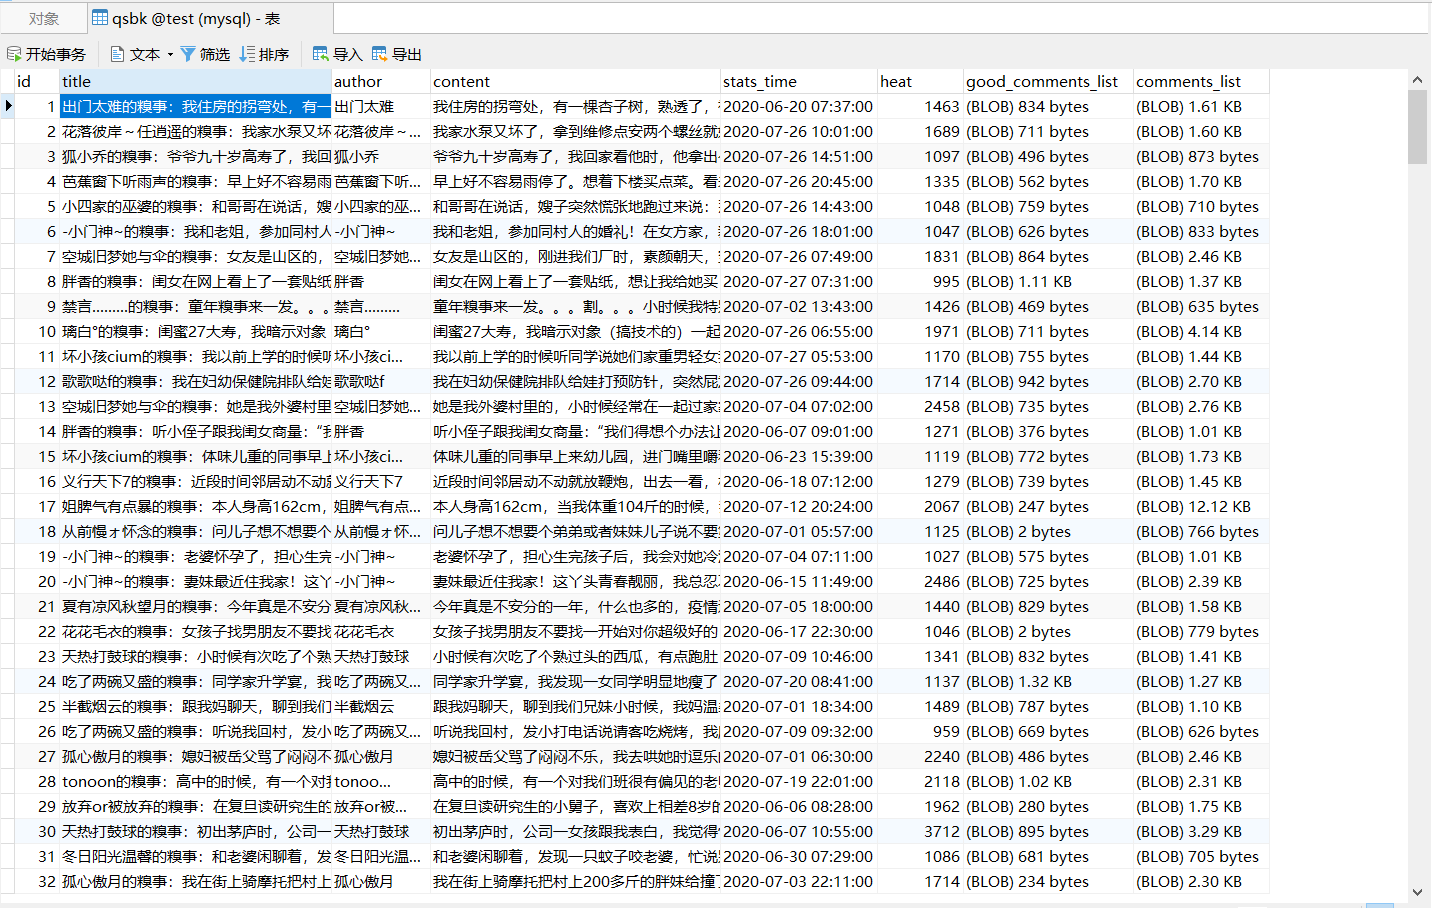 对象 qsbk @test (mysql) - 表
开始事务 文本 筛选 排序 导入 导出
id title author content stats_time heat good_comments_list comments_list
1 出门太难的糗事：我住房的拐弯处，有一 出门太难 我住房的拐弯处，有一棵杏子树，熟透了， 2020-06-20 07:37:00 1463 (BLOB) 834 bytes (BLOB) 1.61 KB
2 花落彼岸～任逍遥的糗事：我家水泵又坏 花落彼岸～... 我家水泵又坏了，拿到维修点安两个螺丝就 2020-07-26 10:01:00 1689 (BLOB) 711 bytes (BLOB) 1.60 KB
3 狐小乔的糗事：爷爷九十岁高寿了，我回 狐小乔 爷爷九十岁高寿了，我回家看他时，他拿出 2020-07-26 14:51:00 1097 (BLOB) 496 bytes (BLOB) 873 bytes
4 芭蕉窗下听雨声的糗事：早上好不容易雨 芭蕉窗下听... 早上好不容易雨停了。想着下楼买点菜。看 2020-07-26 20:45:00 1335 (BLOB) 562 bytes (BLOB) 1.70 KB
5 小四家的巫婆的糗事：和哥哥在说话，嫂 小四家的巫... 和哥哥在说话，嫂子突然慌张地跑过来说： 2020-07-26 14:43:00 1048 (BLOB) 759 bytes (BLOB) 710 bytes
6 -小门神~的糗事：我和老姐，参加同村人 -小门神~ 我和老姐，参加同村人的婚礼！在女方家， 2020-07-26 18:01:00 1047 (BLOB) 626 bytes (BLOB) 833 bytes
7 空城旧梦她与伞的糗事：女友是山区的， 空城旧梦她... 女友是山区的，刚进我们厂时，素颜朝天， 2020-07-26 07:49:00 1831 (BLOB) 864 bytes (BLOB) 2.46 KB
8 胖香的糗事：闺女在网上看上了一套贴纸 胖香 闺女在网上看上了一套贴纸，想让我给她买 2020-07-27 07:31:00 995 (BLOB) 1.11 KB (BLOB) 1.37 KB
9 禁言.........的糗事：童年糗事来一发。。。 禁言......... 童年糗事来一发。。。割。。。小时候我特 2020-07-02 13:43:00 1426 (BLOB) 469 bytes (BLOB) 635 bytes
10 璃白°的糗事：闺蜜27大寿，我暗示对象 璃白° 闺蜜27大寿，我暗示对象（搞技术的）一起 2020-07-26 06:55:00 1971 (BLOB) 711 bytes (BLOB) 4.14 KB
11 坏小孩cium的糗事：我以前上学的时候听 坏小孩ci... 我以前上学的时候听同学说她们家重男轻女 2020-07-27 05:53:00 1170 (BLOB) 755 bytes (BLOB) 1.44 KB
12 歌歌哒f的糗事：我在妇幼保健院排队给娃 歌歌哒f 我在妇幼保健院排队给娃打预防针，突然屁 2020-07-26 09:44:00 1714 (BLOB) 942 bytes (BLOB) 2.70 KB
13 空城旧梦她与伞的糗事：她是我外婆村里 空城旧梦她... 她是我外婆村里的，小时候经常在一起过家 2020-07-04 07:02:00 2458 (BLOB) 735 bytes (BLOB) 2.76 KB
14 胖香的糗事：听小侄子跟我闺女商量：“我 胖香 听小侄子跟我闺女商量：“我们得想个办法让 2020-06-07 09:01:00 1271 (BLOB) 376 bytes (BLOB) 1.01 KB
15 坏小孩cium的糗事：体味儿重的同事早上 坏小孩ci... 体味儿重的同事早上来幼儿园，进门嘴里嚼 2020-06-23 15:39:00 1119 (BLOB) 772 bytes (BLOB) 1.73 KB
16 义行天下7的糗事：近段时间邻居动不动就 义行天下7 近段时间邻居动不动就放鞭炮，出去一看， 2020-06-18 07:12:00 1279 (BLOB) 739 bytes (BLOB) 1.45 KB
17 姐脾气有点暴的糗事：本人身高162cm， 姐脾气有点... 本人身高162cm，当我体重104斤的时候， 2020-07-12 20:24:00 2067 (BLOB) 247 bytes (BLOB) 12.12 KB
18 从前慢ォ怀念的糗事：问儿子想不想要个 从前慢ォ怀... 问儿子想不想要个弟弟或者妹妹儿子说不要 2020-07-01 05:57:00 1125 (BLOB) 2 bytes (BLOB) 766 bytes
19 -小门神~的糗事：老婆怀孕了，担心生完 -小门神~ 老婆怀孕了，担心生完孩子后，我会对她冷 2020-07-04 07:11:00 1027 (BLOB) 575 bytes (BLOB) 1.01 KB
20 -小门神~的糗事：妻妹最近住我家！这丫 -小门神~ 妻妹最近住我家！这丫头青春靓丽，我总忍 2020-06-15 11:49:00 2486 (BLOB) 725 bytes (BLOB) 2.39 KB
21 夏有凉风秋望月的糗事：今年真是不安分 夏有凉风秋... 今年真是不安分的一年，什么也多的，疫情 2020-07-05 18:00:00 1440 (BLOB) 829 bytes (BLOB) 1.58 KB
22 花花毛衣的糗事：女孩子找男朋友不要找 花花毛衣 女孩子找男朋友不要找一开始对你超级好的 2020-06-17 22:30:00 1046 (BLOB) 2 bytes (BLOB) 779 bytes
23 天热打鼓球的糗事：小时候有次吃了个熟 天热打鼓球 小时候有次吃了个熟过头的西瓜，有点跑肚 2020-07-09 10:46:00 1341 (BLOB) 832 bytes (BLOB) 1.41 KB
24 吃了两碗又盛的糗事：同学家升学宴，我 吃了两碗又... 同学家升学宴，我发现一女同学明显地瘦了 2020-07-20 08:41:00 1137 (BLOB) 1.32 KB (BLOB) 1.27 KB
25 半截烟云的糗事：跟我妈聊天，聊到我们 半截烟云 跟我妈聊天，聊到我们兄妹小时候，我妈温 2020-07-01 18:34:00 1489 (BLOB) 787 bytes (BLOB) 1.10 KB
26 吃了两碗又盛的糗事：听说我回村，发小 吃了两碗又... 听说我回村，发小打电话说请客吃烧烤，我 2020-07-09 09:32:00 959 (BLOB) 669 bytes (BLOB) 626 bytes
27 孤心傲月的糗事：媳妇被岳父骂了闷闷不 孤心傲月 媳妇被岳父骂了闷闷不乐，我去哄她时逗乐 2020-07-01 06:30:00 2240 (BLOB) 486 bytes (BLOB) 2.46 KB
28 tonoon的糗事：高中的时候，有一个对我 tonoo... 高中的时候，有一个对我们班很有偏见的老 2020-07-19 22:01:00 2118 (BLOB) 1.02 KB (BLOB) 2.31 KB
29 放弃or被放弃的糗事：在复旦读研究生的 放弃or被... 在复旦读研究生的小舅子，喜欢上相差8岁的 2020-06-06 08:28:00 1962 (BLOB) 280 bytes (BLOB) 1.75 KB
30 天热打鼓球的糗事：初出茅庐时，公司一 天热打鼓球 初出茅庐时，公司一女孩跟我表白，我觉得 2020-06-07 10:55:00 3712 (BLOB) 895 bytes (BLOB) 3.29 KB
31 冬日阳光温馨的糗事：和老婆闲聊着，发 冬日阳光温... 和老婆闲聊着，发现一只蚊子咬老婆，忙说 2020-06-30 07:29:00 1086 (BLOB) 681 bytes (BLOB) 705 bytes
32 孤心傲月的糗事：我在街上骑摩托把村上 孤心傲月 我在街上骑摩托把村上200多斤的胖妹给撞 2020-07-03 22:11:00 1714 (BLOB) 234 bytes (BLOB) 2.30 KB